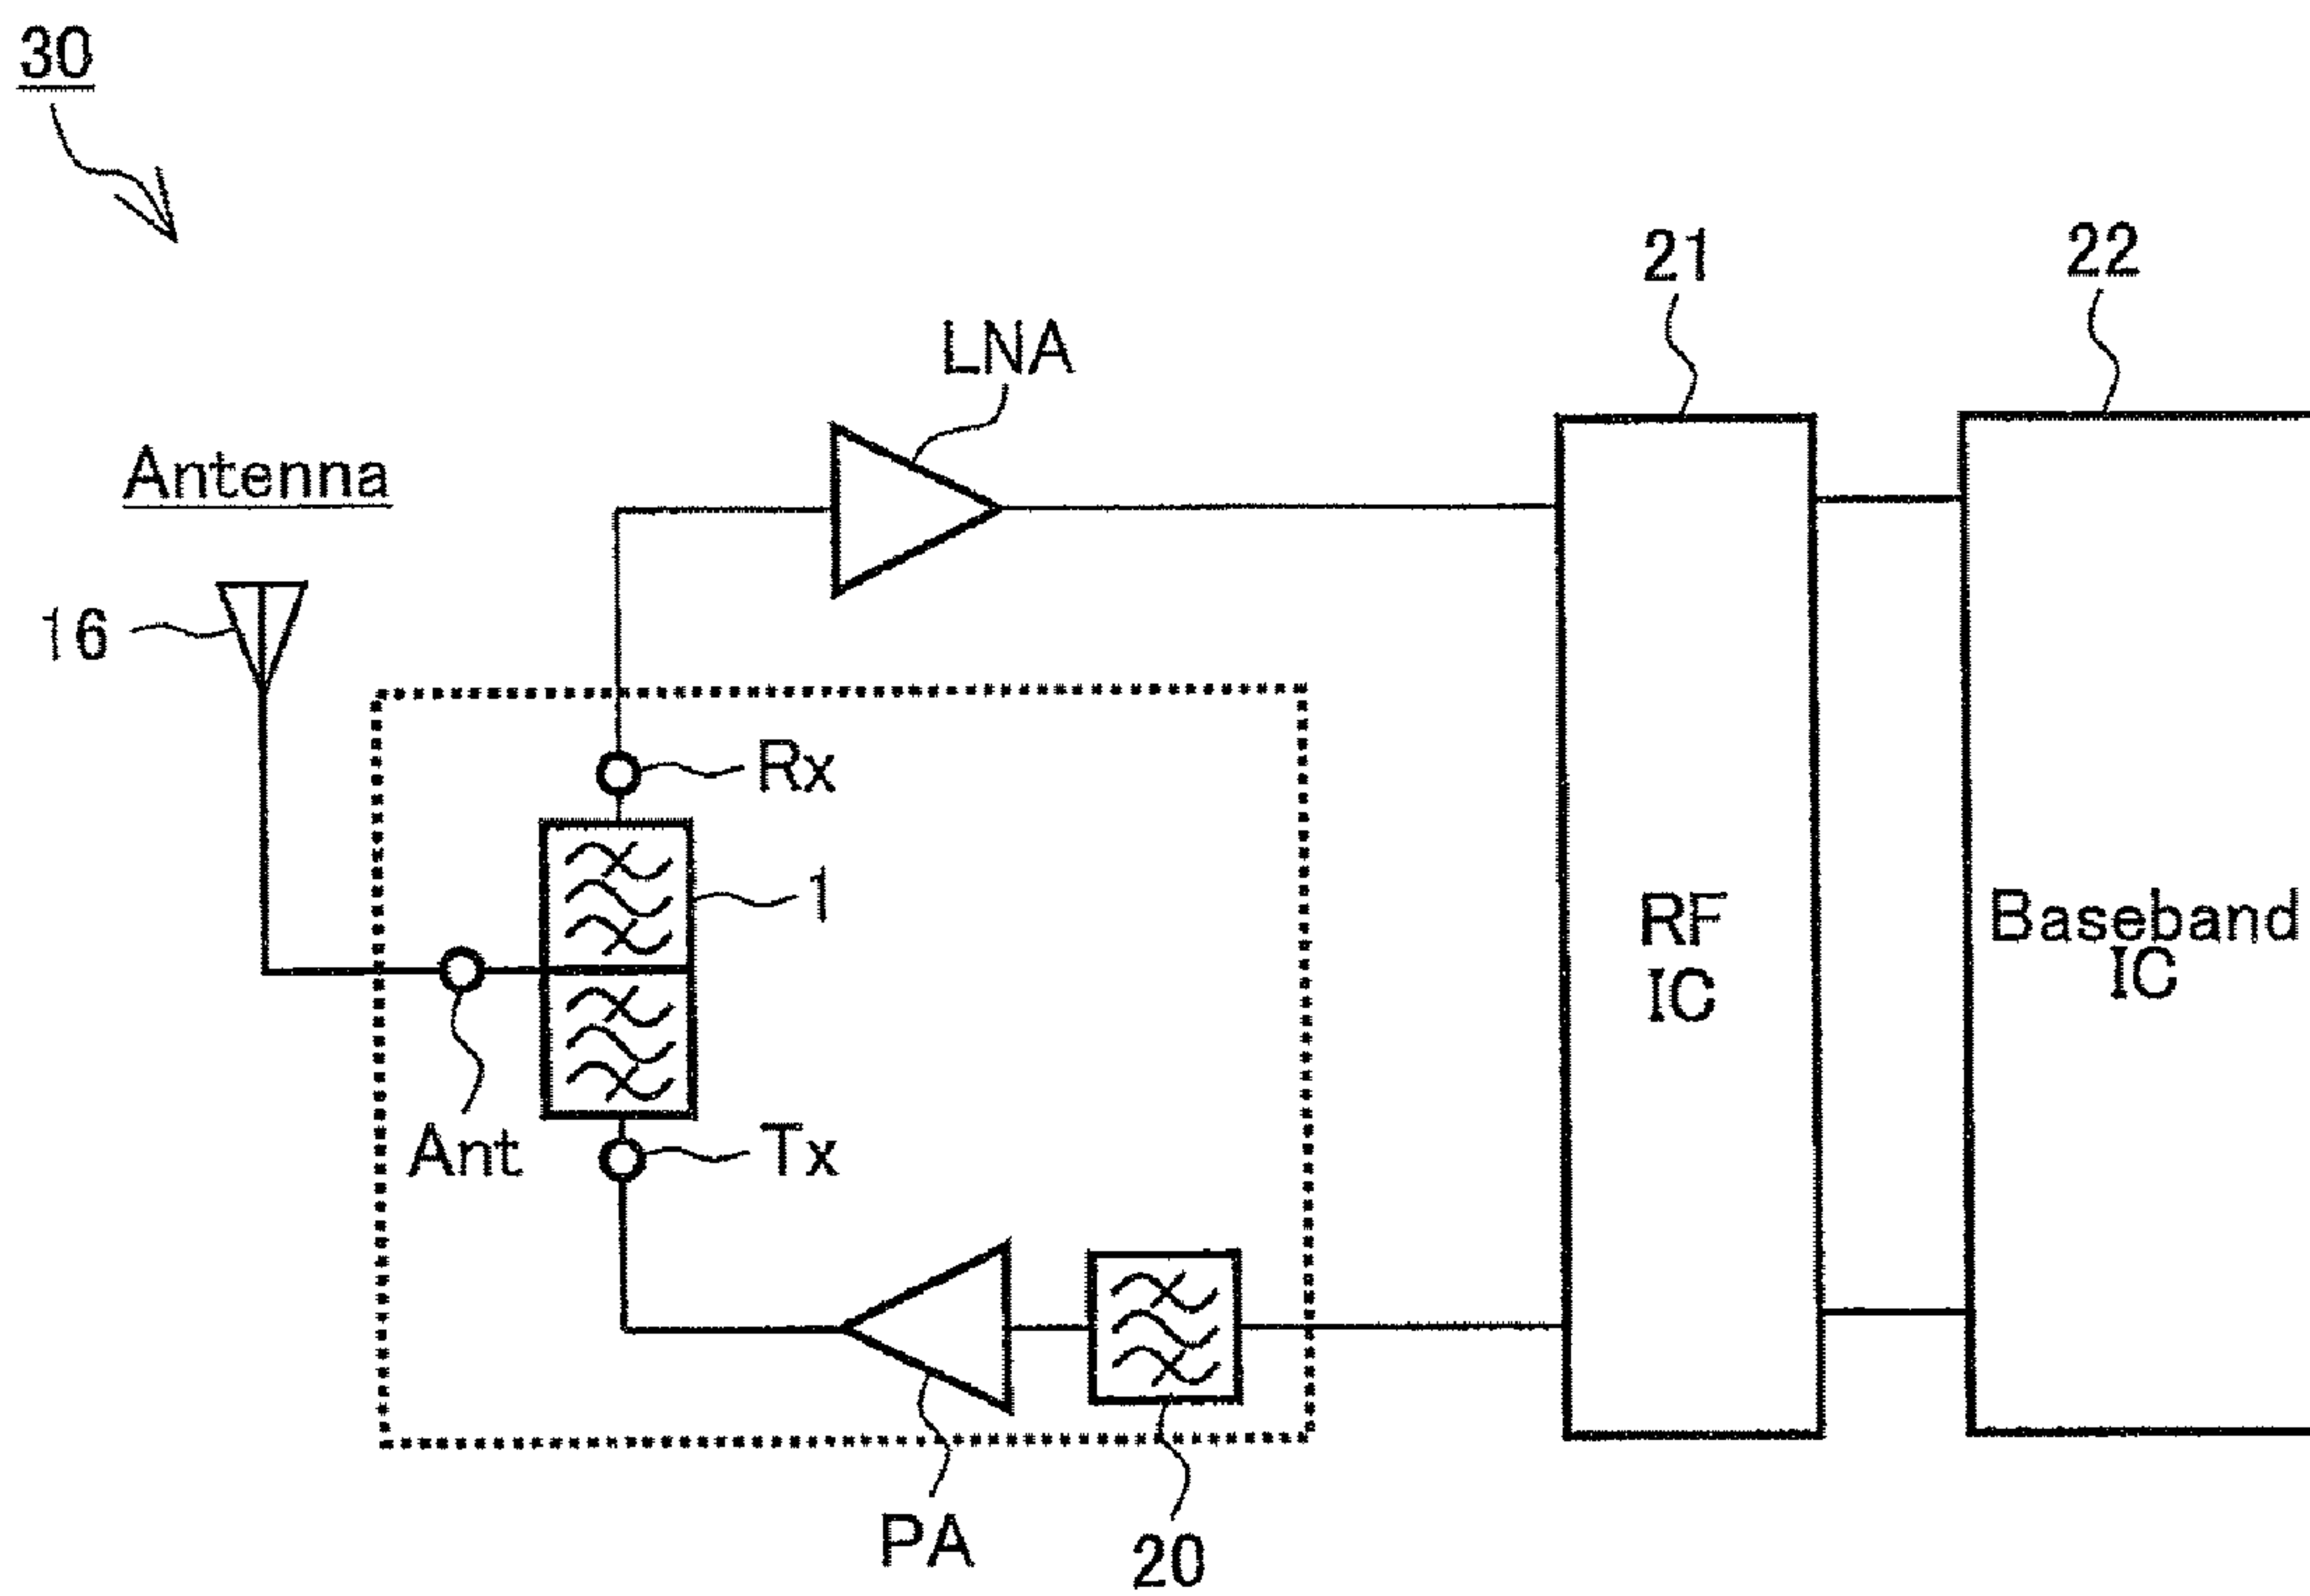 30
21
22
LNA
Antenna
16
Rx
1
RF
IC
Baseband
IC
Ant
Tx
PA
20